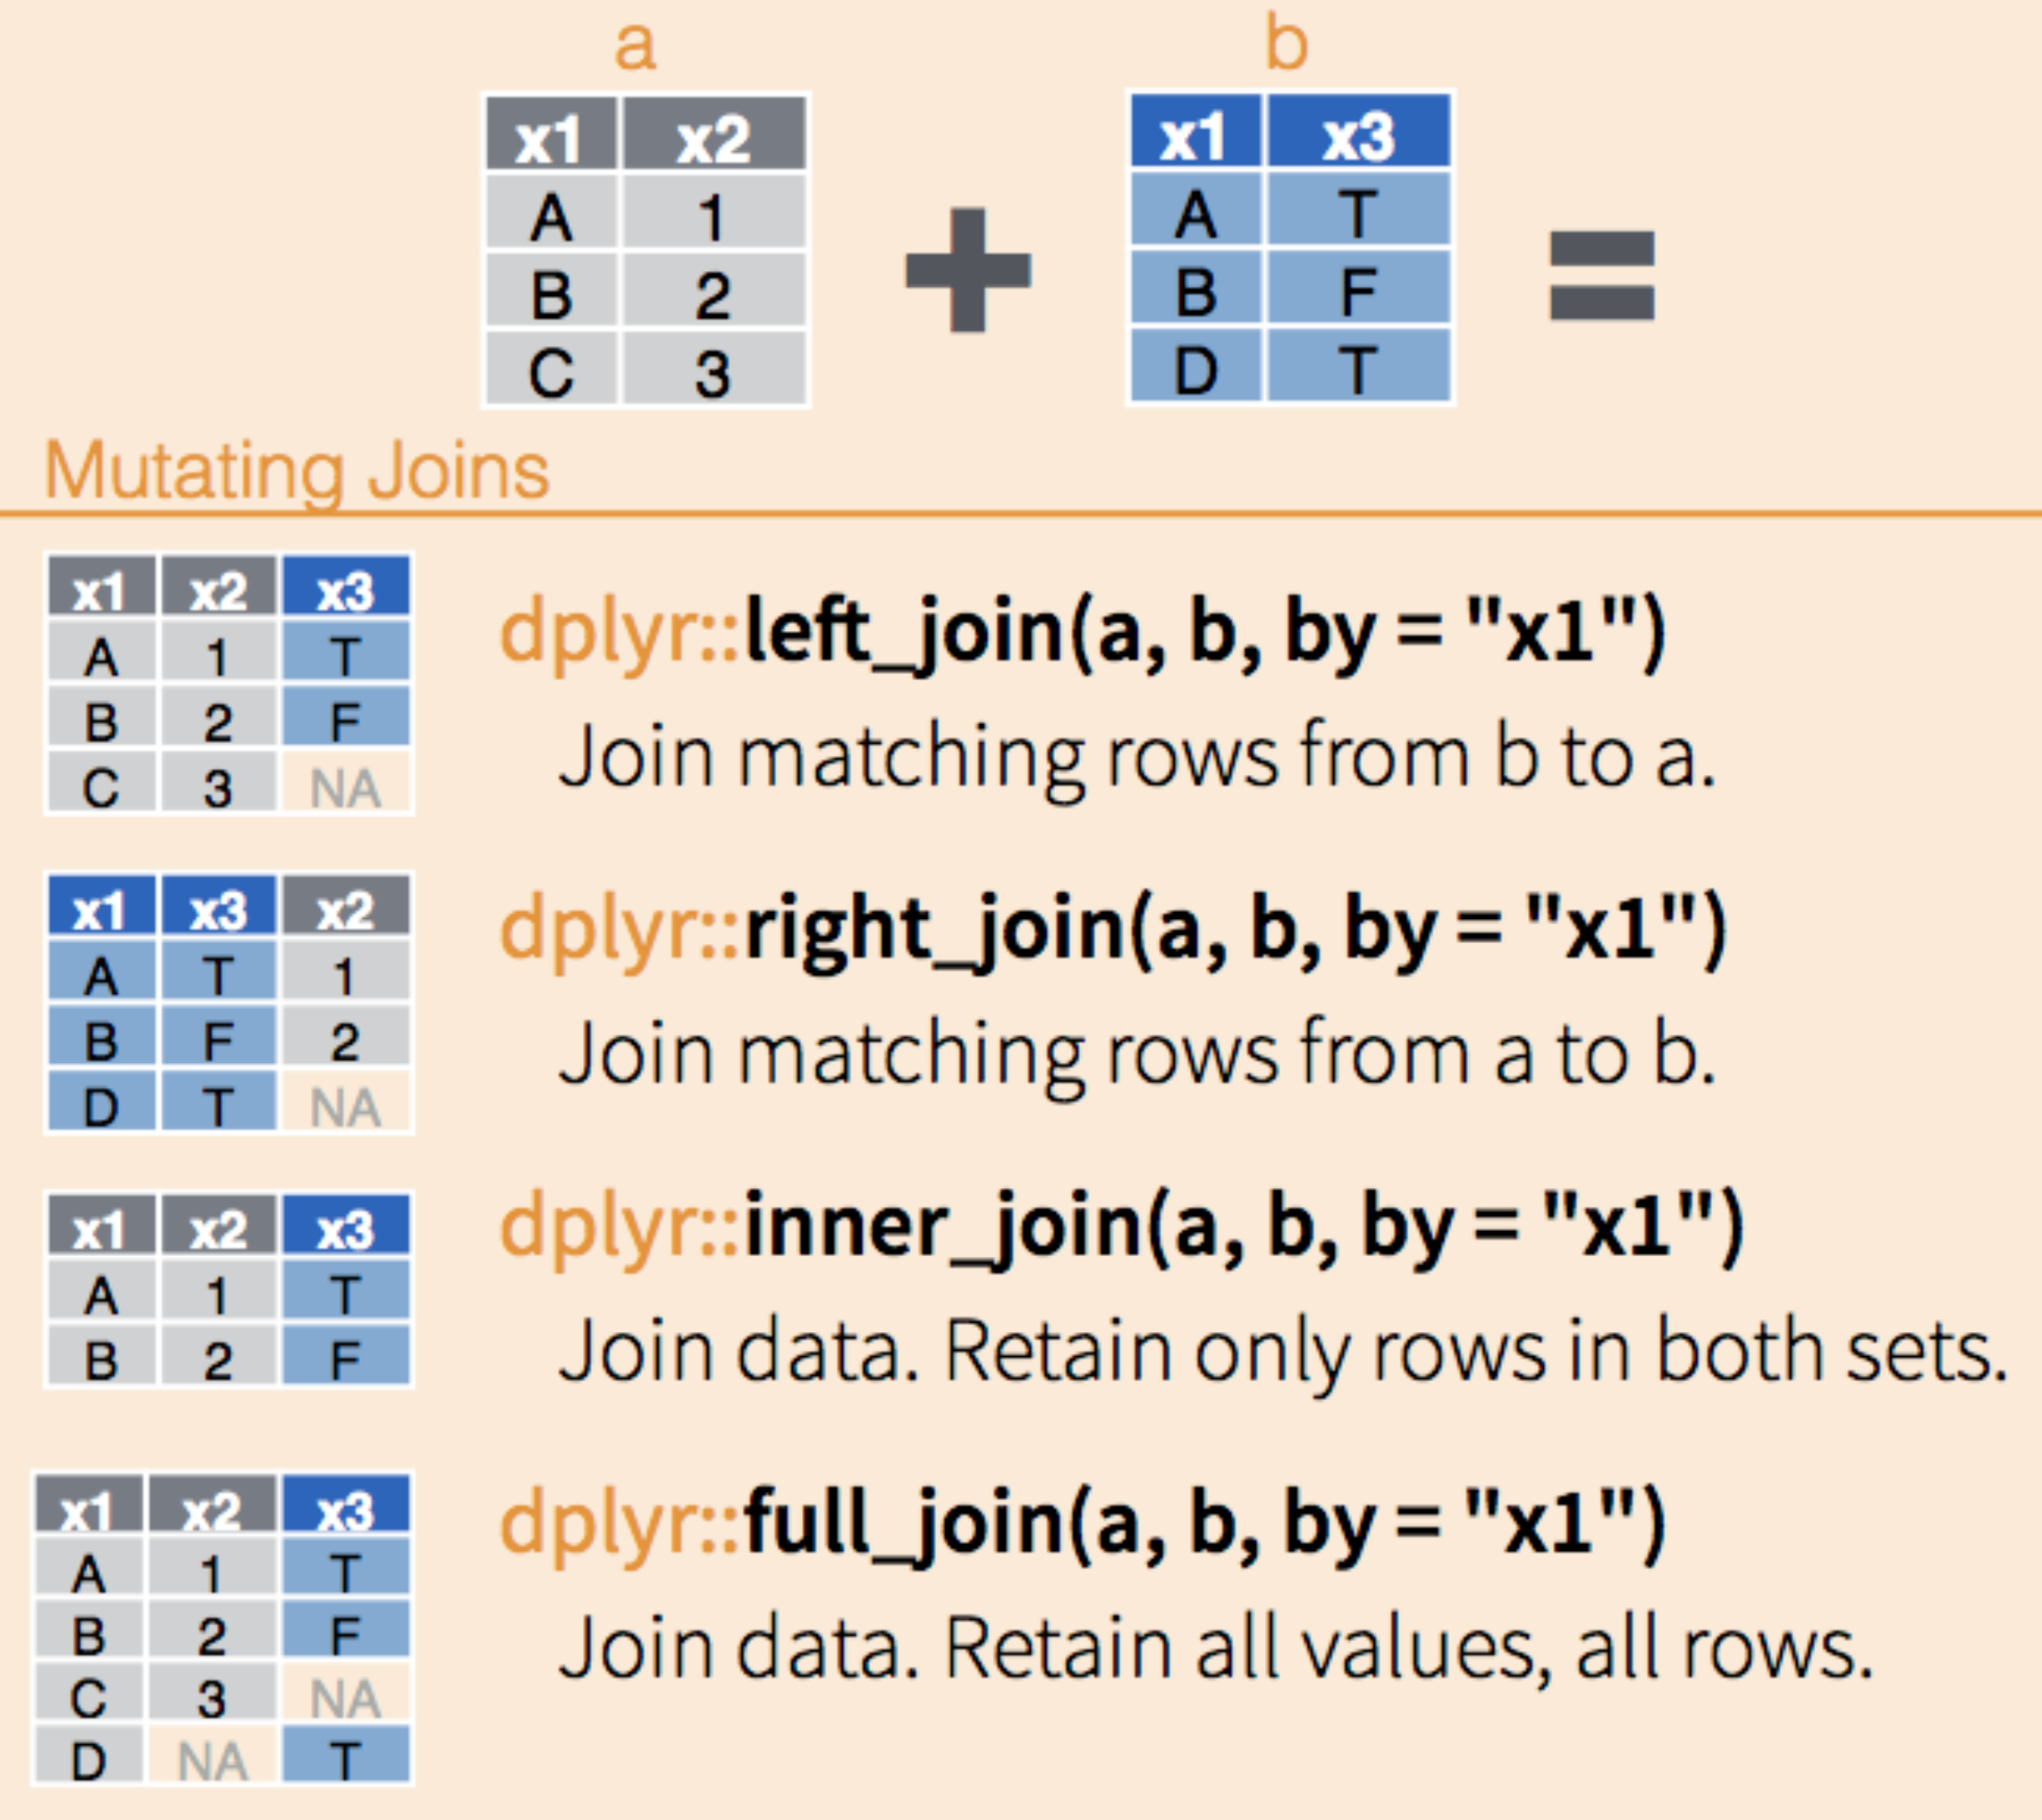 a b
x1 x2 x1 x3
A 1 A T
B 2 B F
C 3 D T
+ =
Mutating Joins
x1 x2 x3
A 1 T
B 2 F
C 3 NA
dplyr::left_join(a, b, by = "x1")
Join matching rows from b to a.
x1 x3 x2
A T 1
B F 2
D T NA
dplyr::right_join(a, b, by = "x1")
Join matching rows from a to b.
x1 x2 x3
A 1 T
B 2 F
dplyr::inner_join(a, b, by = "x1")
Join data. Retain only rows in both sets.
x1 x2 x3
A 1 T
B 2 F
C 3 NA
D NA T
dplyr::full_join(a, b, by = "x1")
Join data. Retain all values, all rows.